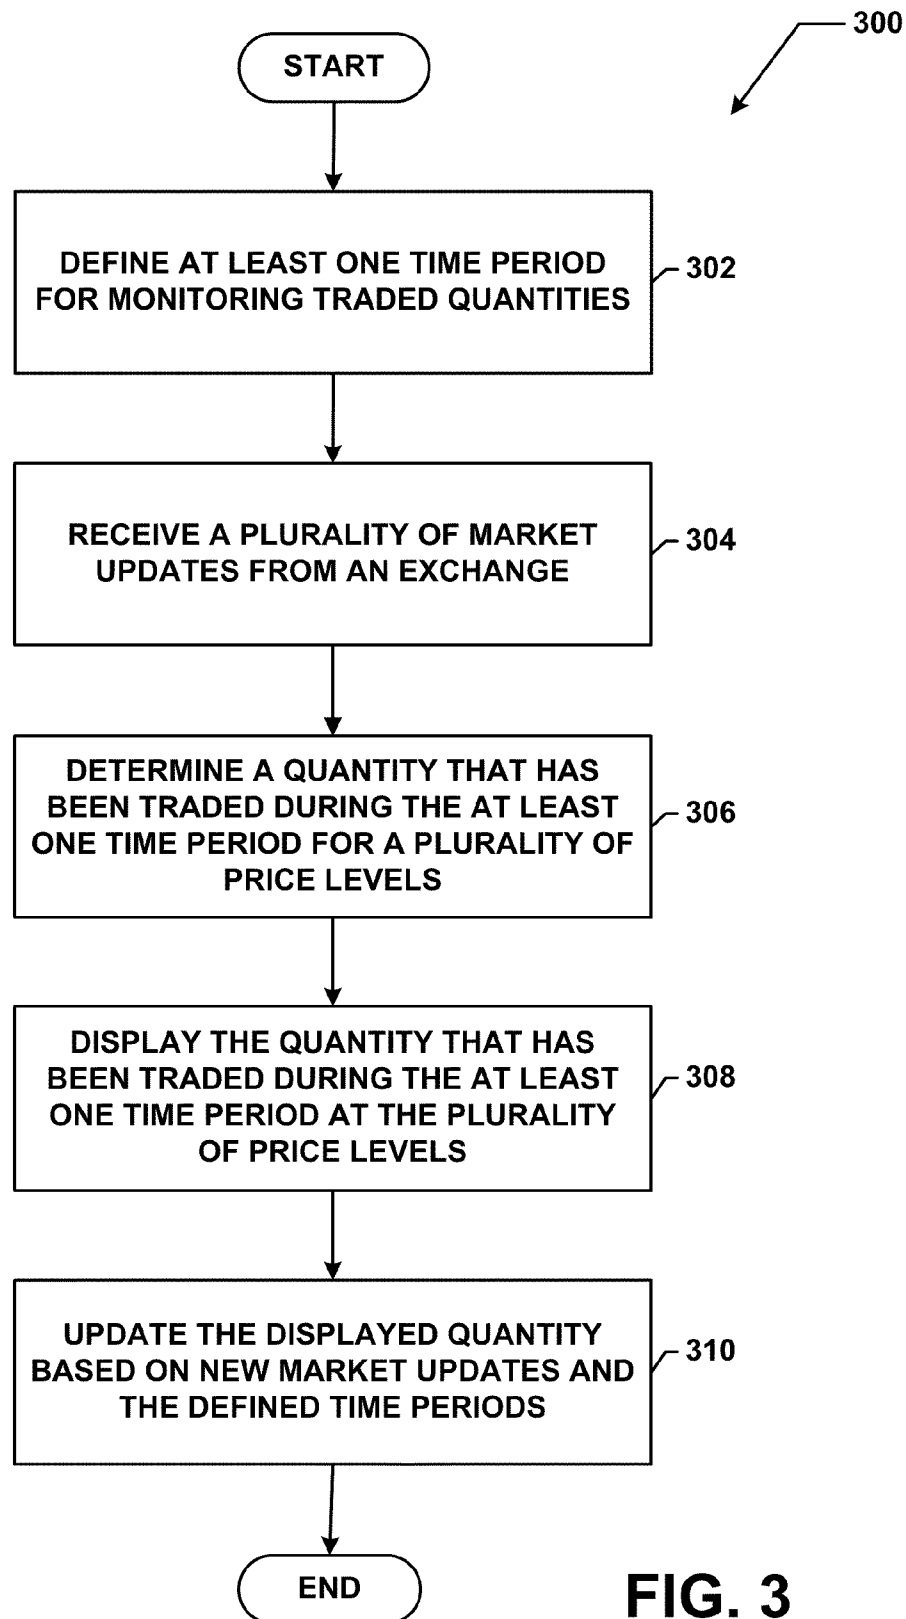 300
START
DEFINE AT LEAST ONE TIME PERIOD
FOR MONITORING TRADED QUANTITIES
302
RECEIVE A PLURALITY OF MARKET
UPDATES FROM AN EXCHANGE
304
DETERMINE A QUANTITY THAT HAS
BEEN TRADED DURING THE AT LEAST
ONE TIME PERIOD FOR A PLURALITY OF
PRICE LEVELS
306
DISPLAY THE QUANTITY THAT HAS
BEEN TRADED DURING THE AT LEAST
ONE TIME PERIOD AT THE PLURALITY
OF PRICE LEVELS
308
UPDATE THE DISPLAYED QUANTITY
BASED ON NEW MARKET UPDATES AND
THE DEFINED TIME PERIODS
310
END
FIG. 3